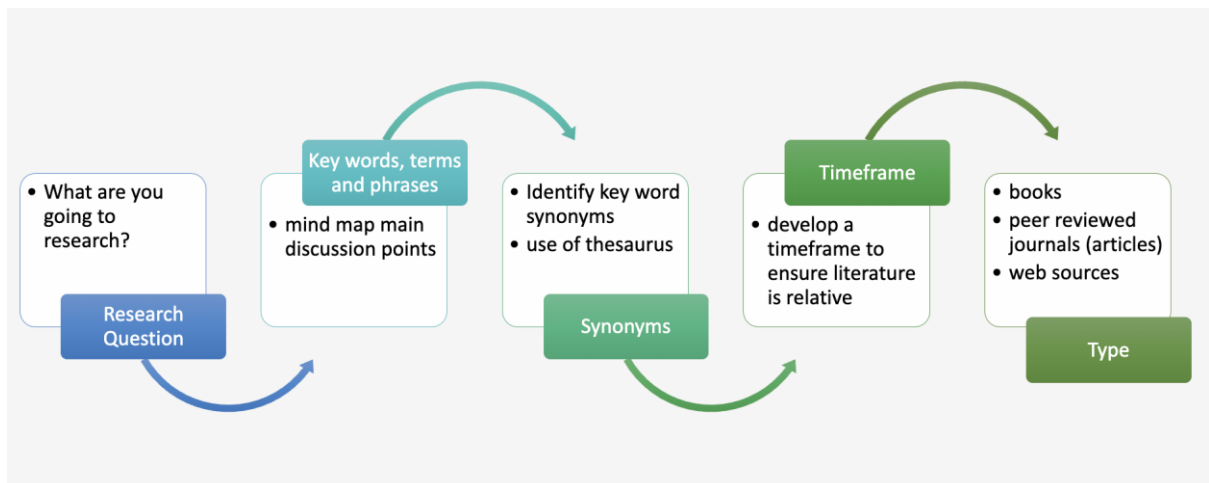 • What are you
going to
research?
Research
Question
Key words, terms
and phrases
• mind map main
discussion points
• Identify key word
synonyms
• use of thesaurus
Synonyms
Timeframe
• develop a
timeframe to
ensure literature
is relative
• books
• peer reviewed
journals (articles)
• web sources
Type